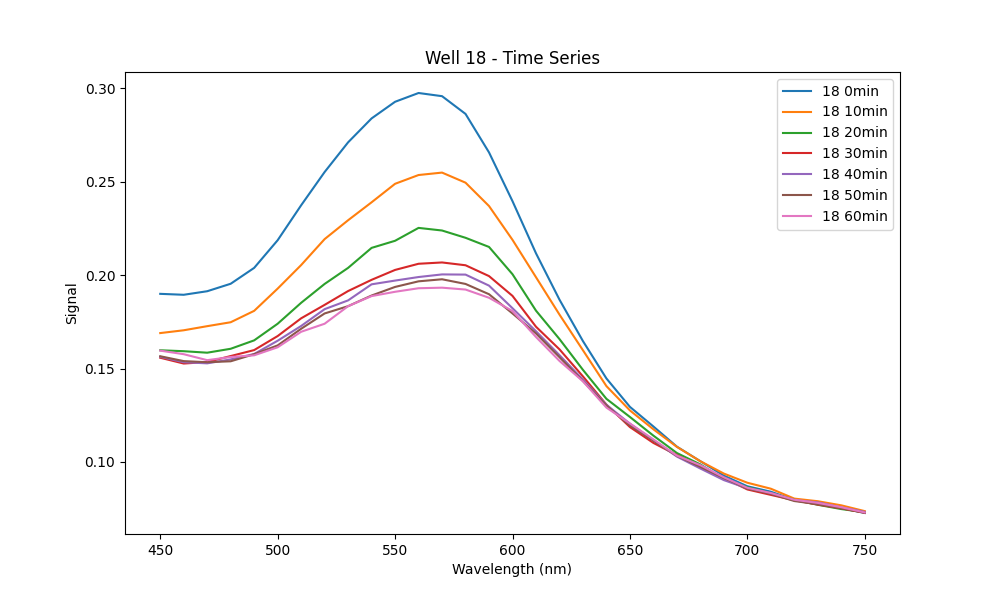 Well 18 - Time Series
Signal
0.30
0.25
0.20
0.15
0.10
18 0min
18 10min
18 20min
18 30min
18 40min
18 50min
18 60min
450 500 550 600 650 700 750
Wavelength (nm)